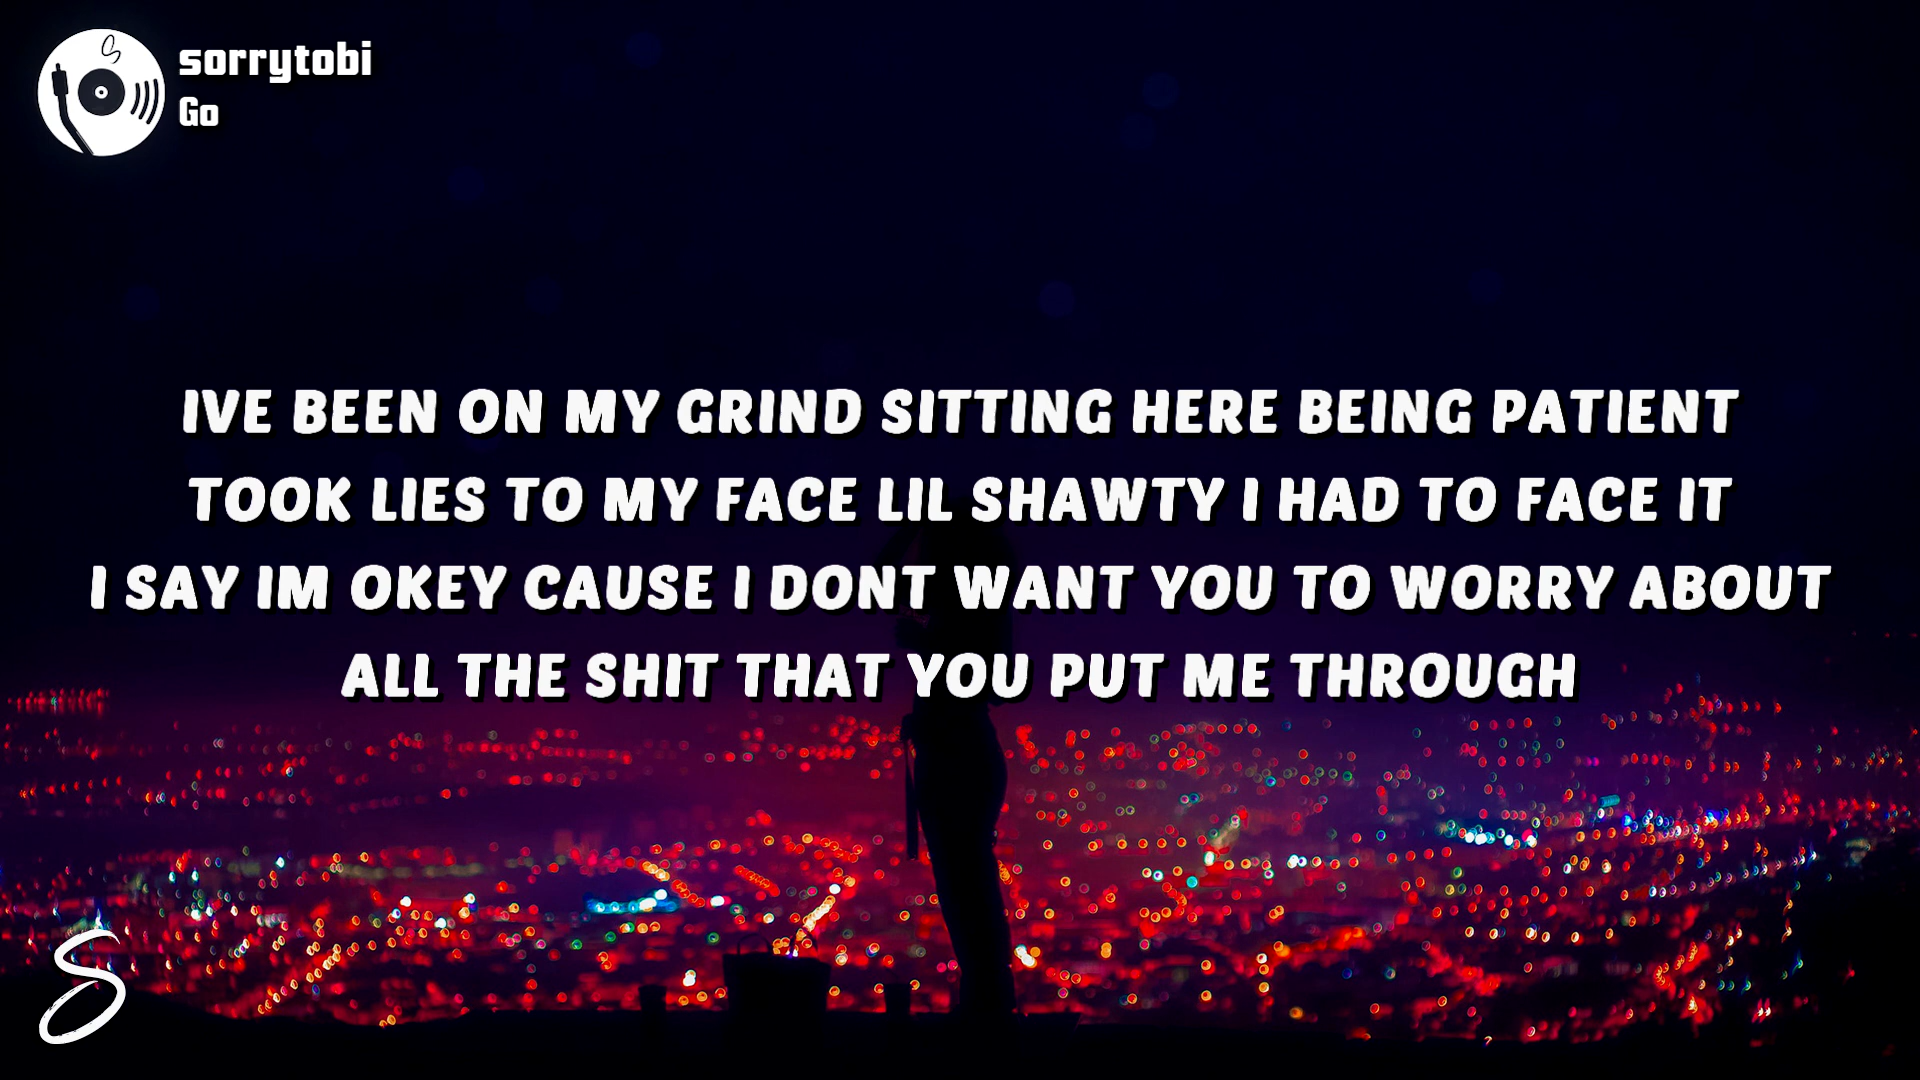 sorrytobi
Go
IVE BEEN ON MY GRIND SITTING HERE BEING PATIENT
TOOK LIES TO MY FACE LIL SHAWTY I HAD TO FACE IT
I SAY IM OKEY CAUSE I DONT WANT YOU TO WORRY ABOUT
ALL THE SHIT THAT YOU PUT ME THROUGH
S